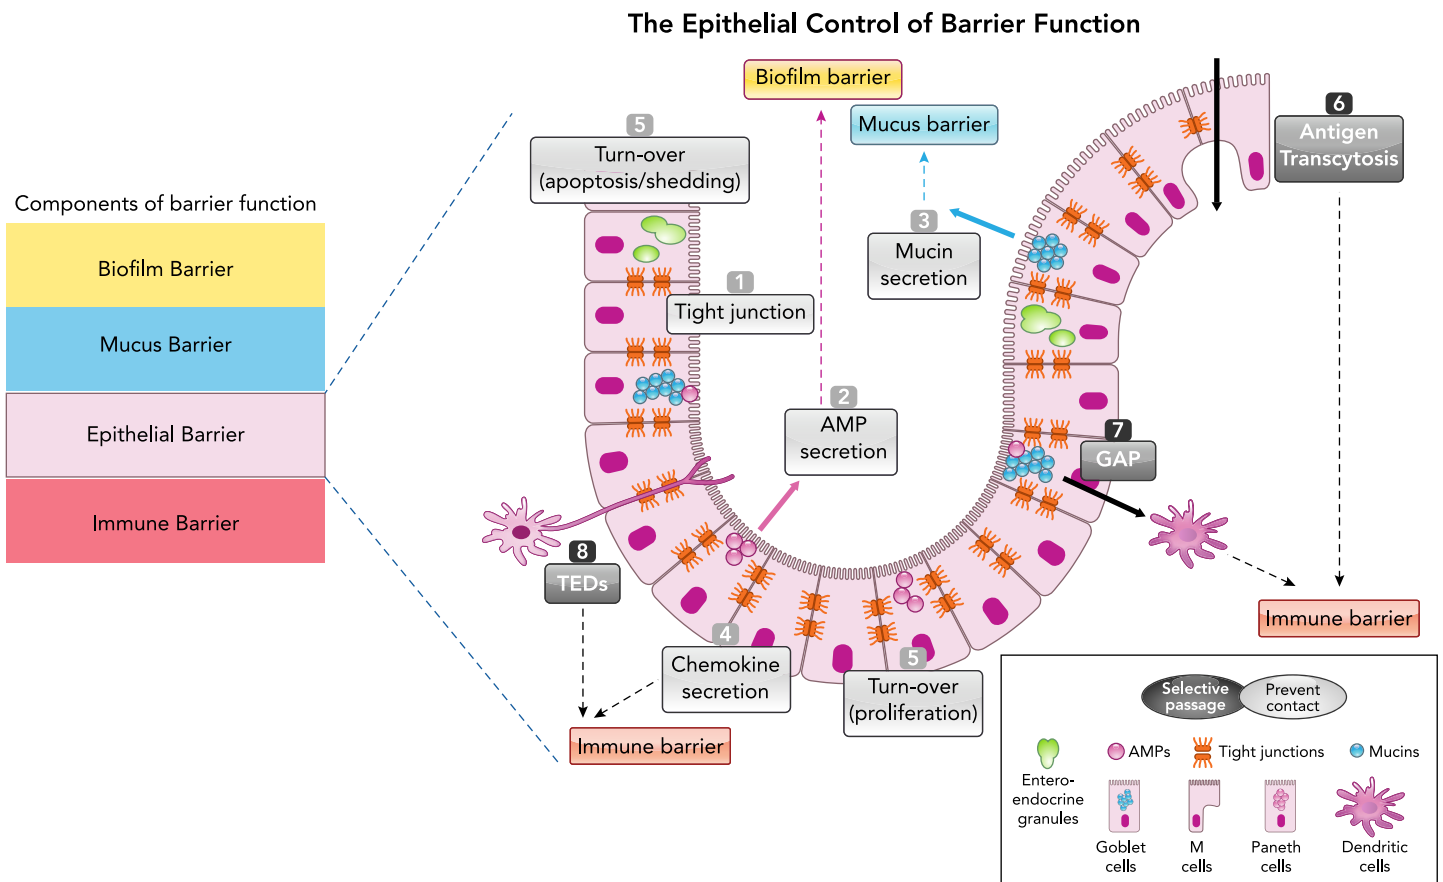 The Epithelial Control of Barrier Function
Biofilm barrier
Mucus barrier
5
Turn-over
(apoptosis/shedding)
6
Antigen
Transcytosis
Components of barrier function
Biofilm Barrier
Mucus Barrier
Epithelial Barrier
Immune Barrier
3
Mucin
secretion
1
Tight junction
2
AMP
secretion
7
GAP
8
TEDs
4
Chemokine
secretion
5
Turn-over
(proliferation)
Immune barrier
Immune barrier
Selective
passage
Prevent
contact
Entero-
endocrine
granules
AMPs
Tight junctions
Mucins
Goblet
cells
M
cells
Paneth
cells
Dendritic
cells